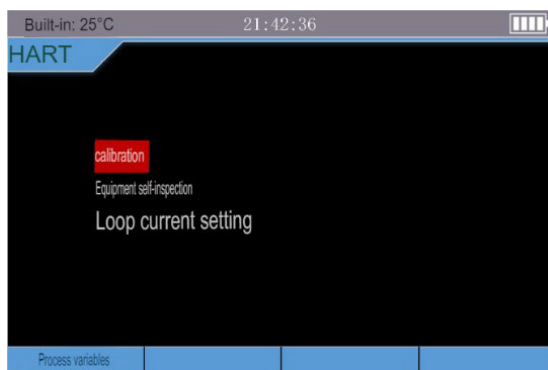 Built-in: 25°C 21:42:36
HART
calibration
Equipment self-inspection
Loop current setting
Process variables